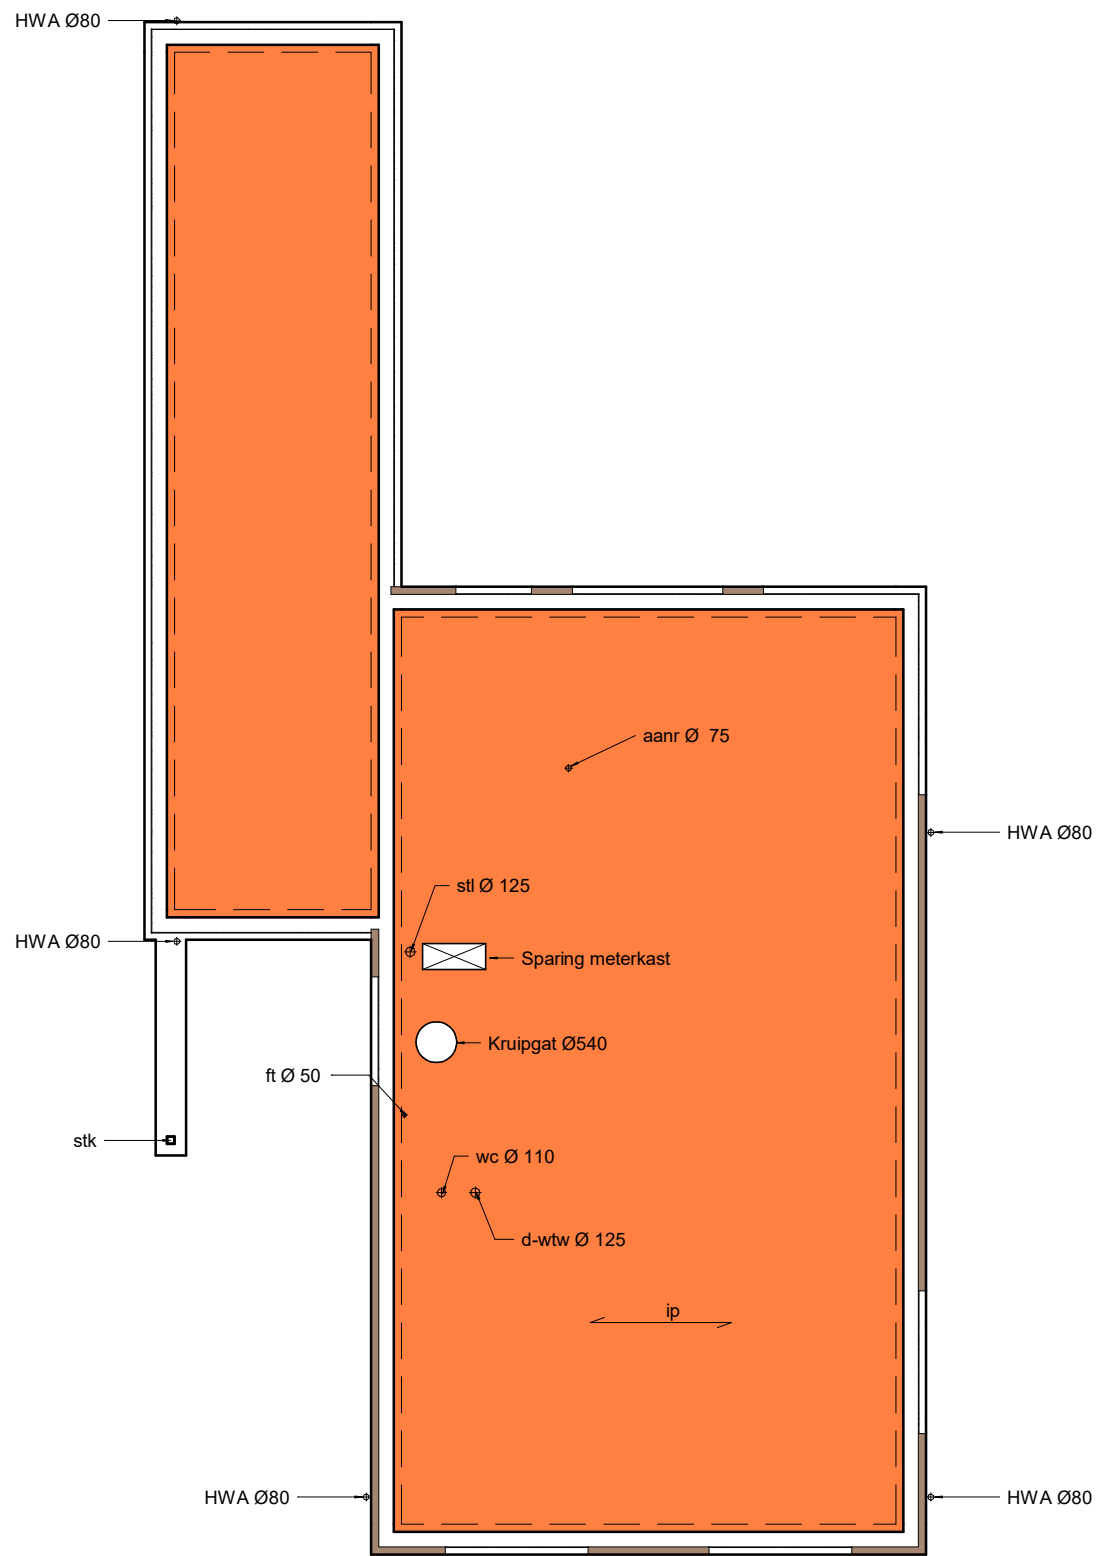 HWA Ø80
aanr Ø 75
HWA Ø80
stl Ø 125
HWA Ø80
Sparing meterkast
Kruipgat Ø540
ft Ø 50
stk
wc Ø 110
d-wtw Ø 125
ip
HWA Ø80
HWA Ø80